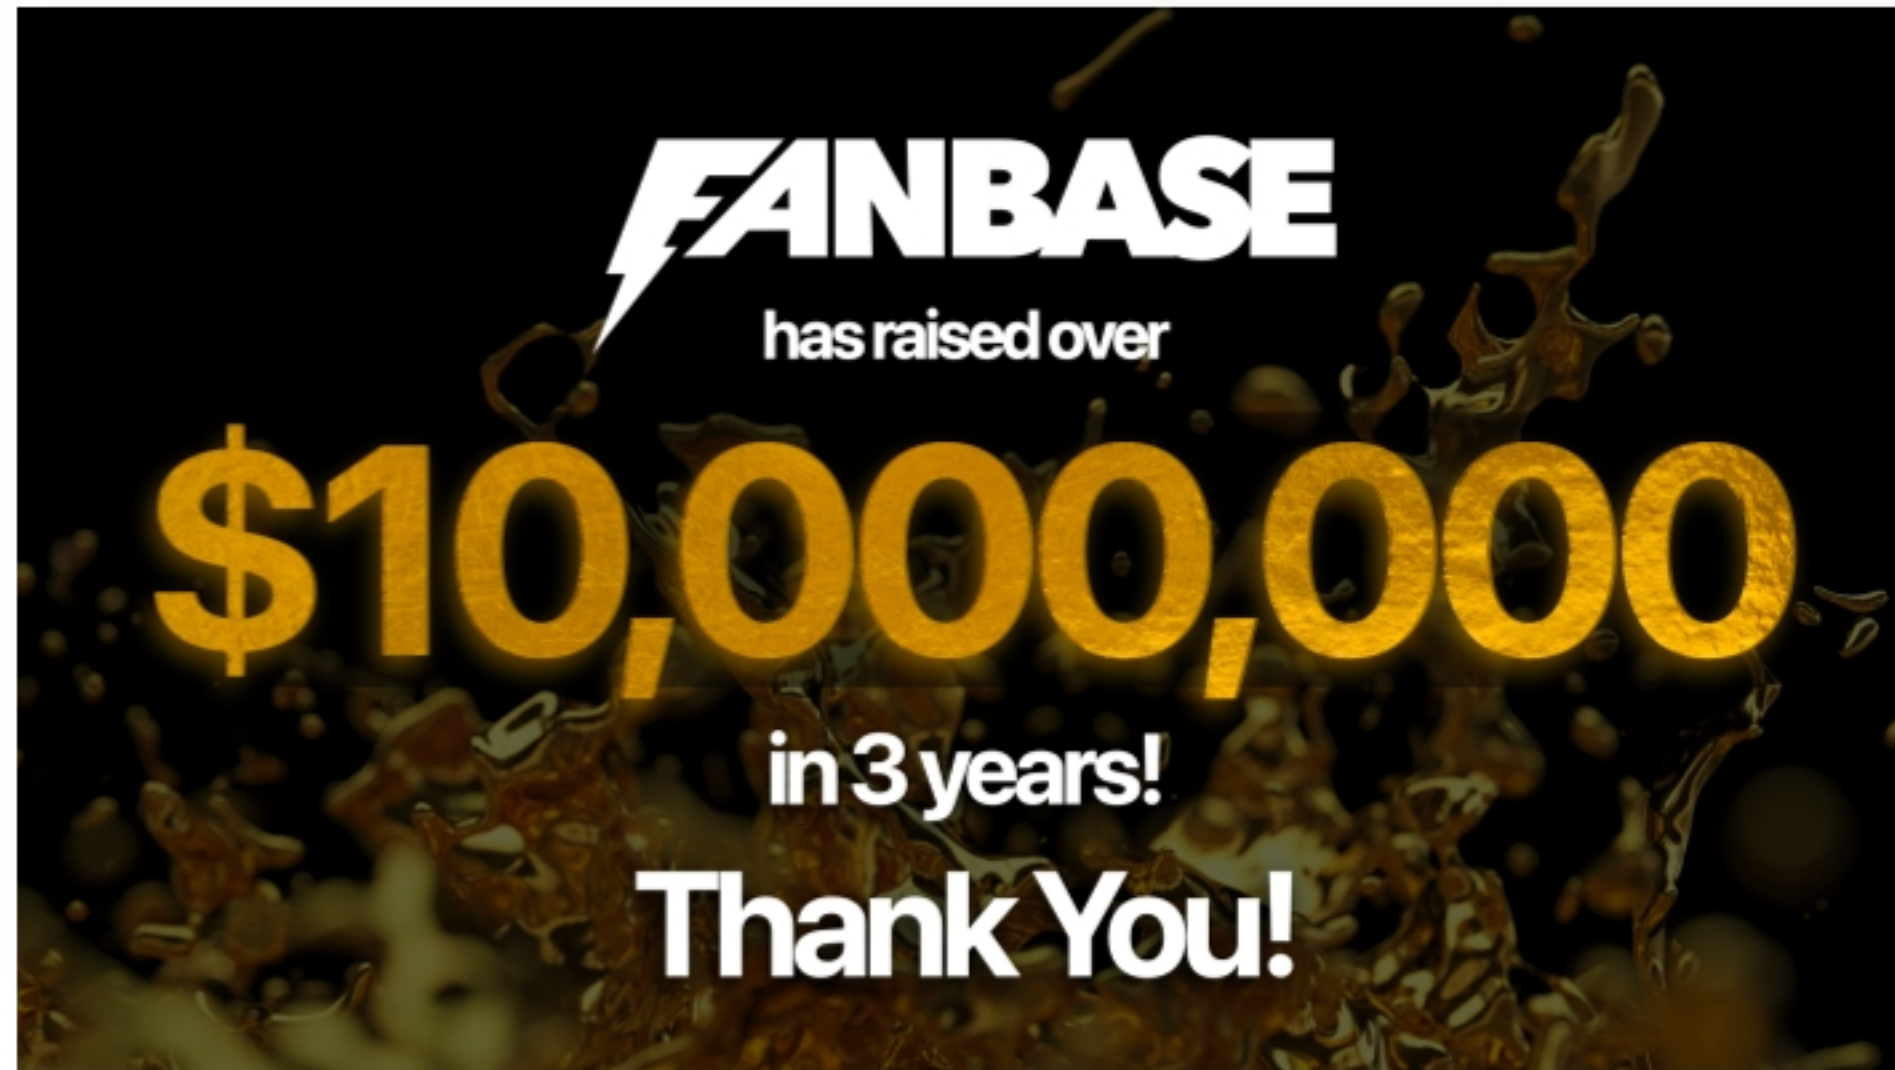 FANBASE
has raised over
$10,000,000
in 3 years!
Thank You!